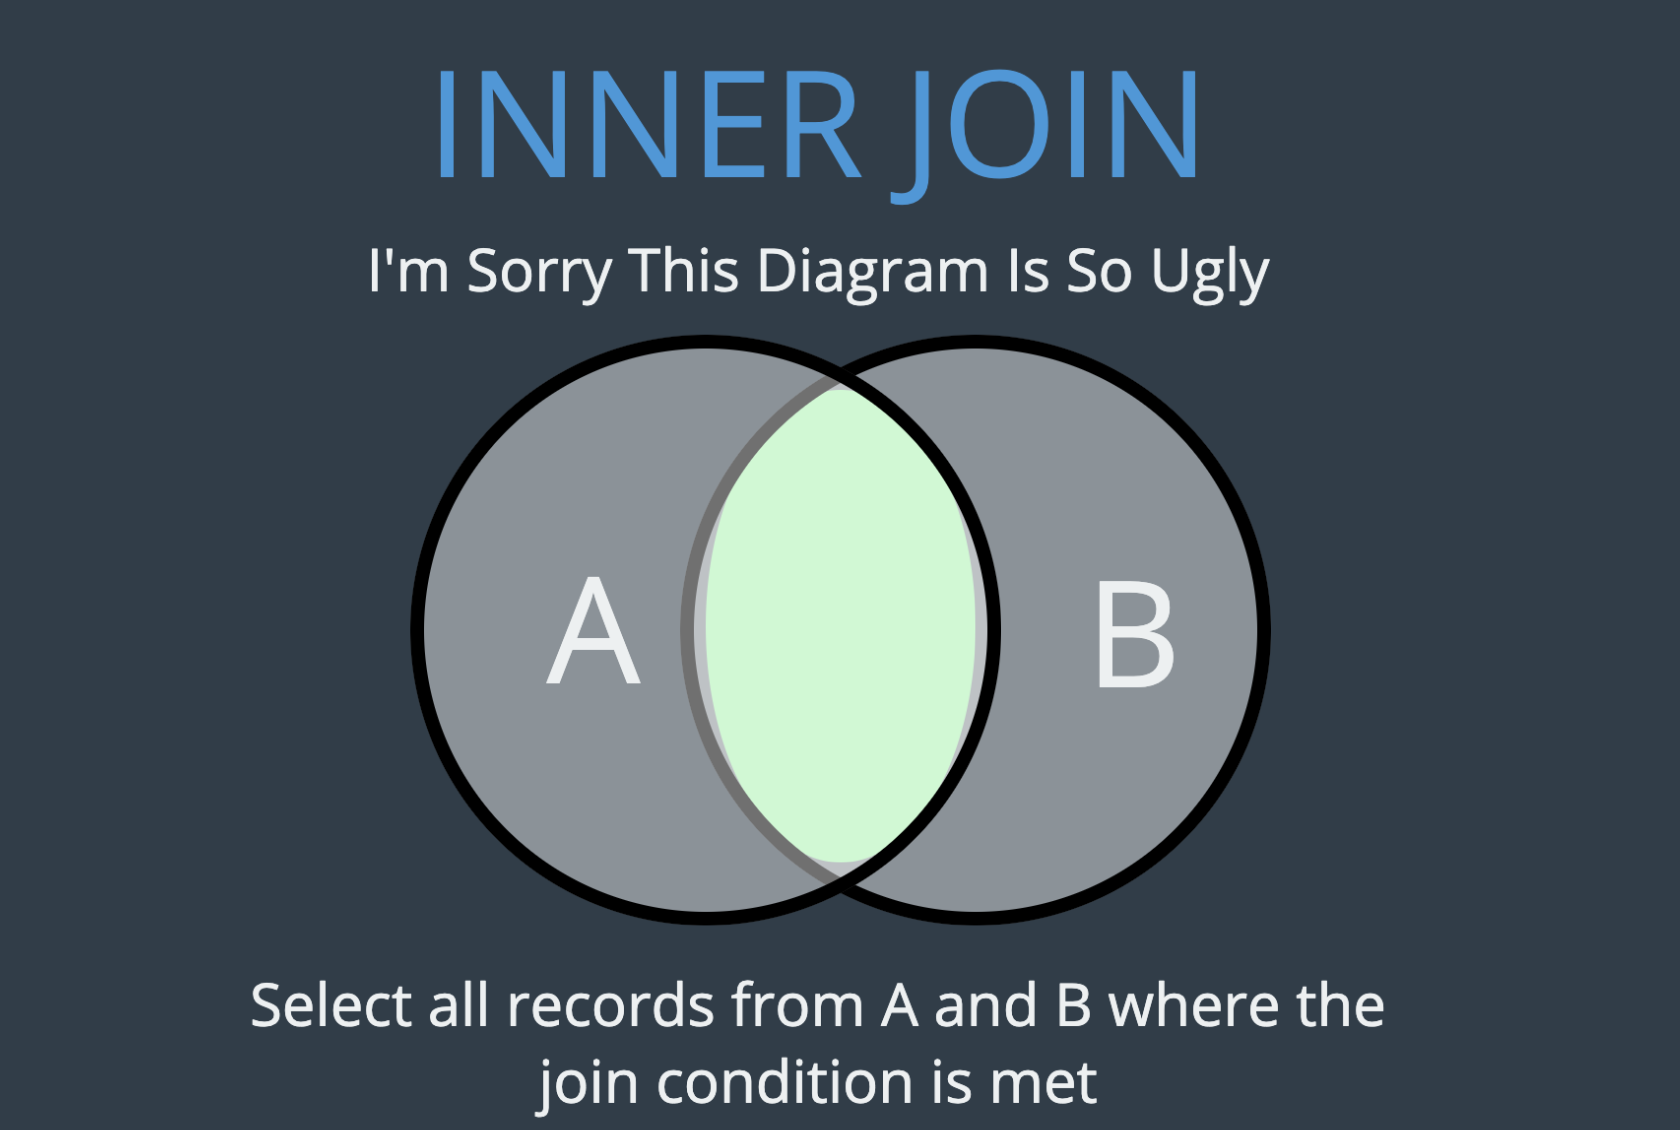 INNER JOIN
I'm Sorry This Diagram Is So Ugly
A B
Select all records from A and B where the
join condition is met